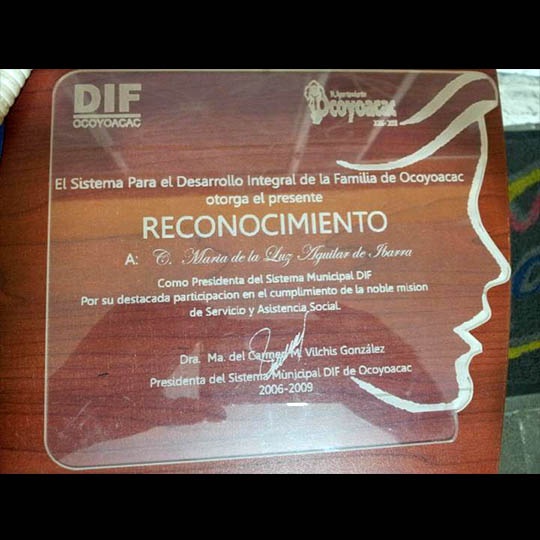 DIF
OCOYOACAC
H. Ayuntamiento
Ocoyoacac
El Sistema Para el Desarrollo Integral de la Familia de Ocoyoacac
otorga el presente
RECONOCIMIENTO
A: C. Maria de la Luz Aguilar de Ibarra
Como Presidenta del Sistema Municipal DIF
Por su destacada participacion en el cumplimiento de la noble mision
de Servicio y Asistencia Social.
Dra. Ma. del Carmen M. Vilchis González
Presidenta del Sistema Municipal DIF de Ocoyoacac
2006-2009